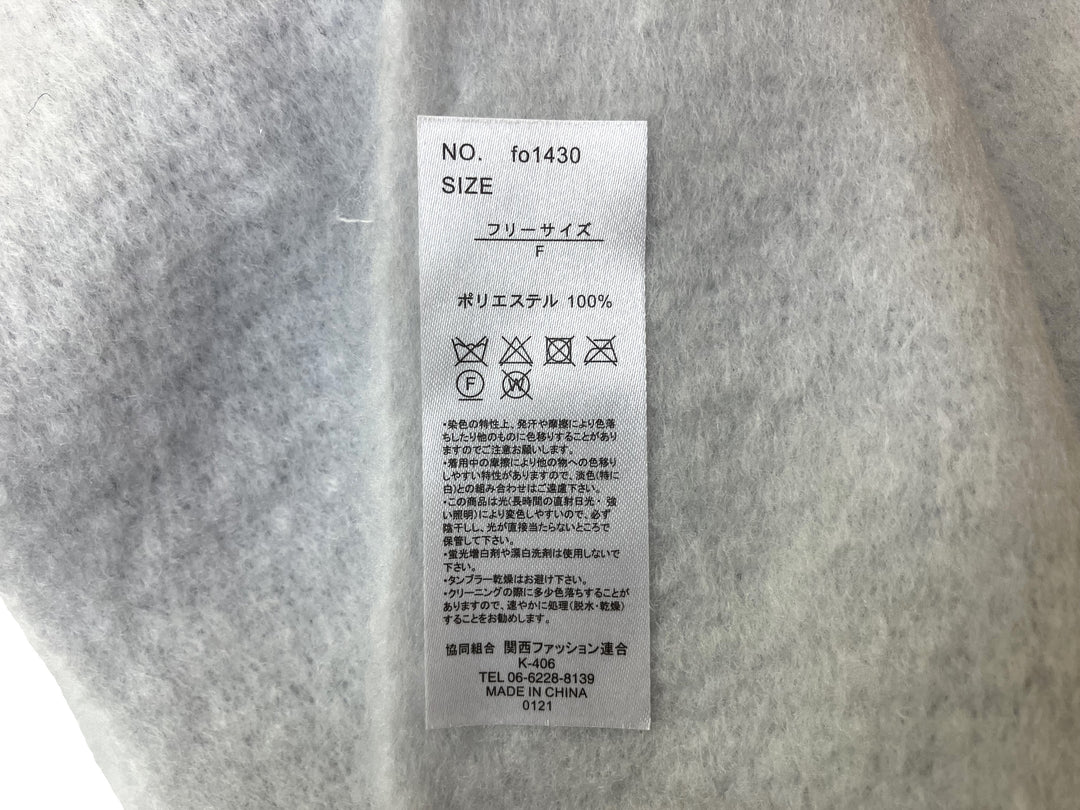 NO. fo1430
SIZE
フリーサイズ
F
ポリエステル 100%
F
W
・染色の特性上、発汗や摩擦により色落
ちしたり他のものに色移りすることがあり
ますのでご注意お願いします。
・着用中の摩擦により他の物への色移り
しやすい特性がありますので、淡色(特に
白)との組み合わせはご遠慮下さい。
・この商品は光(長時間の直射日光・強
い照明)により変色しやすいので、必ず
陰干しし、光が直接当たらないところで
保管して下さい。
・蛍光増白剤や漂白洗剤は使用しないで
下さい。
・タンブラー乾燥はお避け下さい。
・クリーニングの際に多少色落ちすることが
ありますので、速やかに処理(脱水・乾燥)
することをお勧めします。
協同組合 関西ファッション連合
K-406
TEL 06-6228-8139
MADE IN CHINA
0121